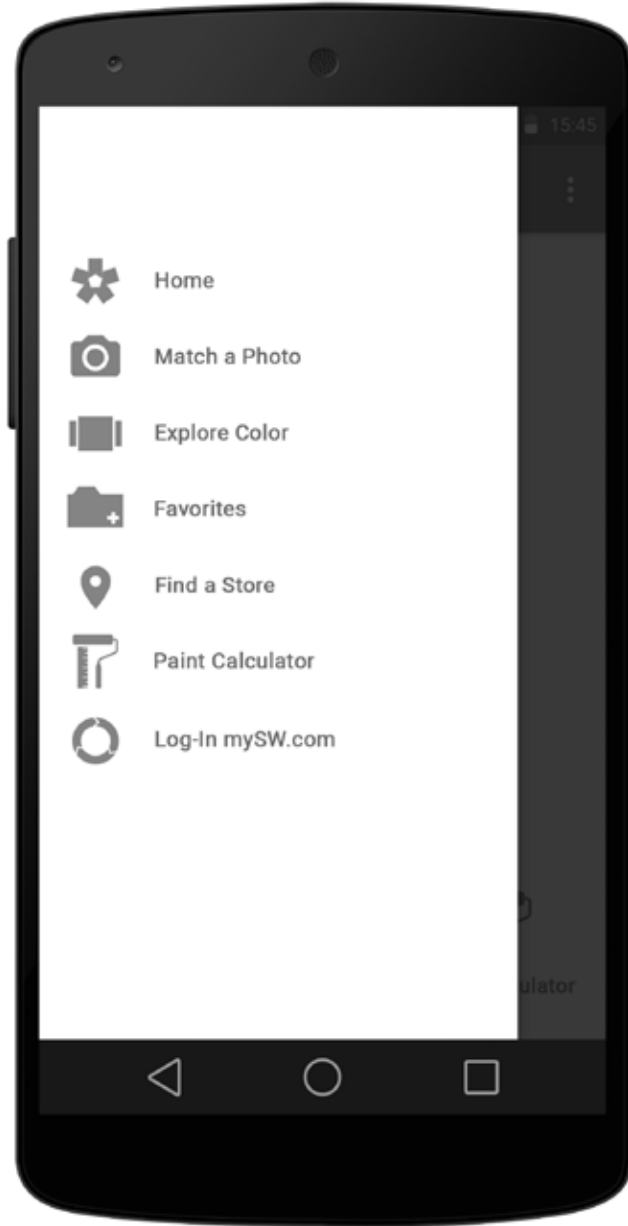 15:45
Home
Match a Photo
Explore Color
Favorites
Find a Store
Paint Calculator
Log-In mySW.com
ulator